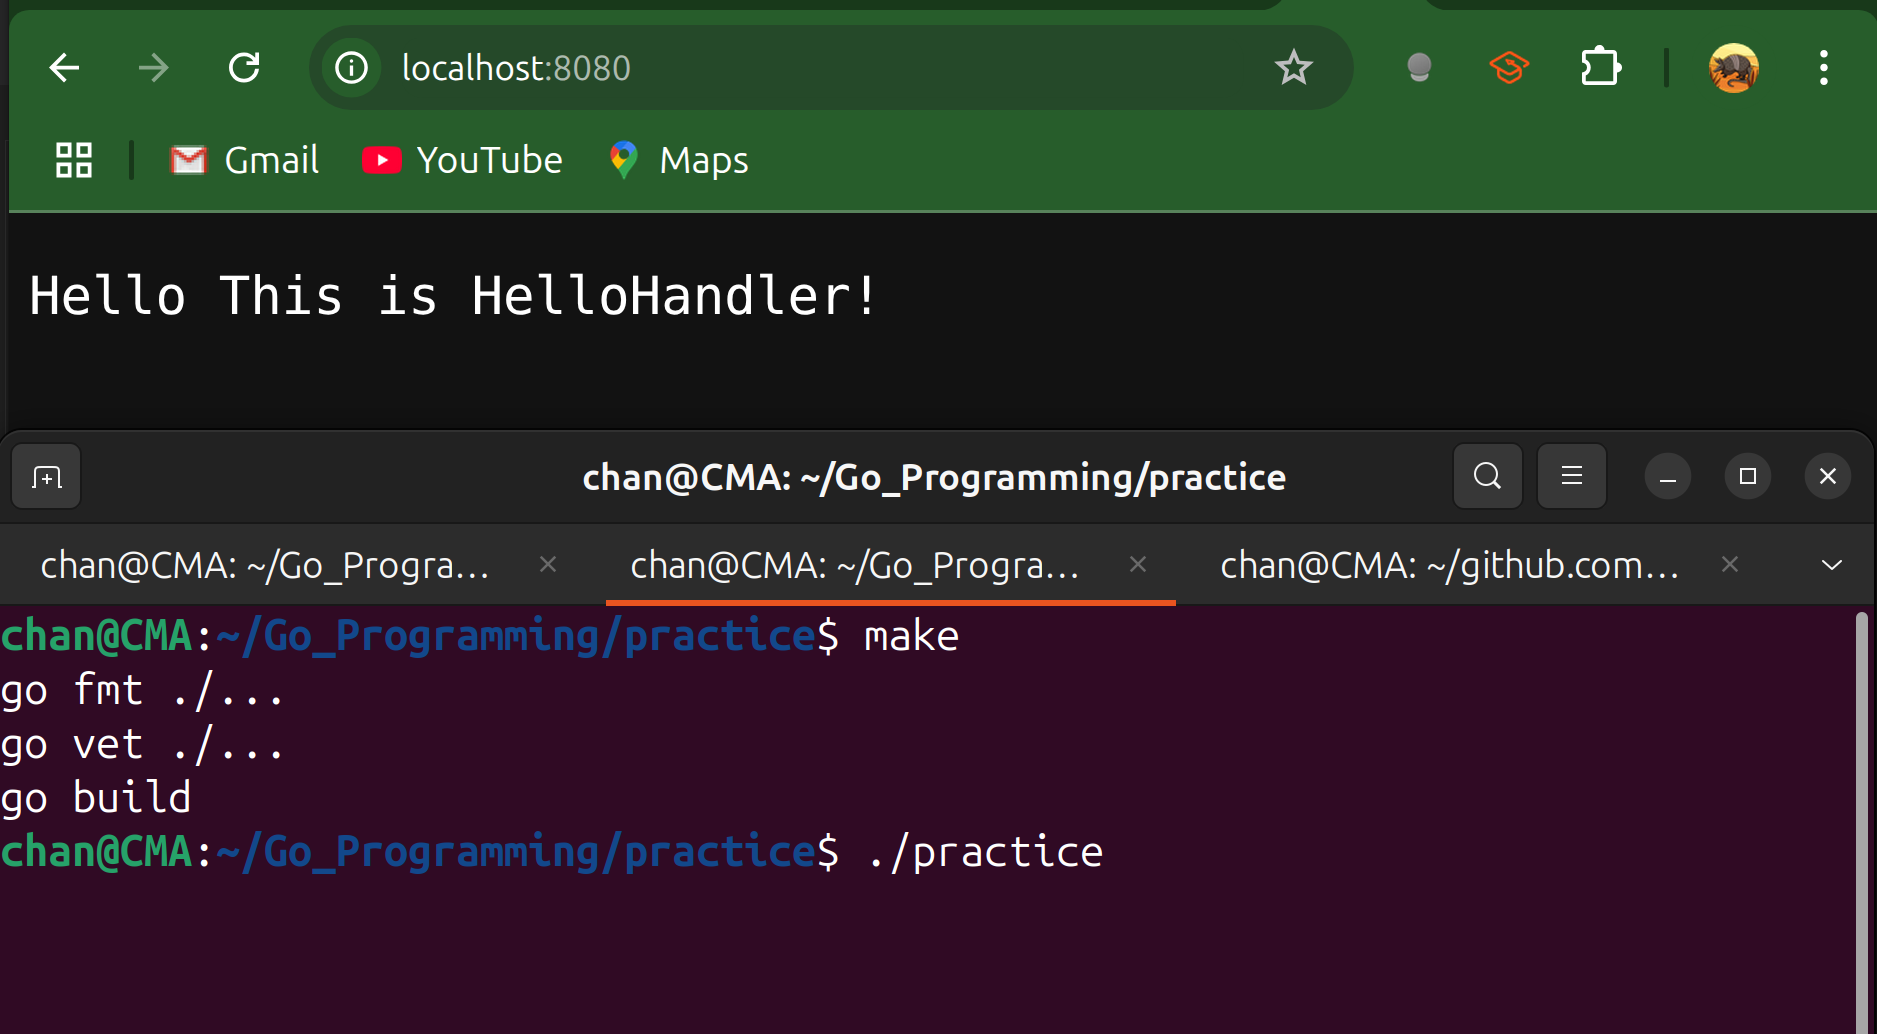 localhost:8080
Gmail YouTube Maps
Hello This is HelloHandler!
chan@CMA: ~/Go_Programming/practice
chan@CMA: ~/Go_Progra... chan@CMA: ~/Go_Progra... chan@CMA: ~/github.com...
chan@CMA:~/Go_Programming/practice$ make
go fmt ./...
go vet ./...
go build
chan@CMA:~/Go_Programming/practice$ ./practice